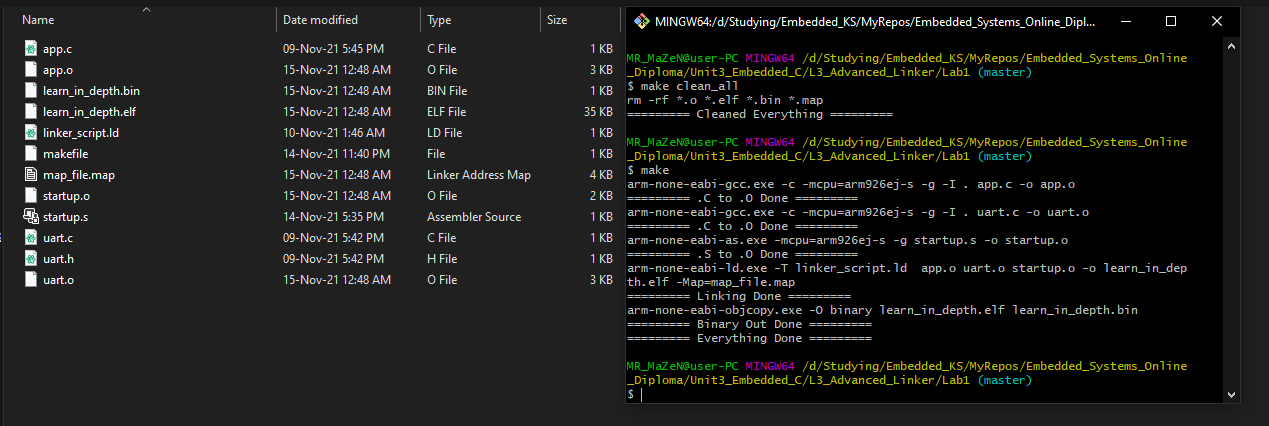 Name Date modified Type Size
app.c 09-Nov-21 5:45 PM C File 1 KB
app.o 15-Nov-21 12:48 AM O File 3 KB
learn_in_depth.bin 15-Nov-21 12:48 AM BIN File 1 KB
learn_in_depth.elf 15-Nov-21 12:48 AM ELF File 35 KB
linker_script.ld 10-Nov-21 1:46 AM LD File 1 KB
makefile 14-Nov-21 11:40 PM File 1 KB
map_file.map 15-Nov-21 12:48 AM Linker Address Map 4 KB
startup.o 15-Nov-21 12:48 AM O File 2 KB
startup.s 14-Nov-21 5:35 PM Assembler Source 1 KB
uart.c 09-Nov-21 5:42 PM C File 1 KB
uart.h 09-Nov-21 5:42 PM H File 1 KB
uart.o 15-Nov-21 12:48 AM O File 3 KB
MINGW64:/d/Studying/Embedded_KS/MyRepos/Embedded_Systems_Online_Dipl...
MR_MaZeN@user-PC MINGW64 /d/Studying/Embedded_KS/MyRepos/Embedded_Systems_Online
_Diploma/Unit3_Embedded_C/L3_Advanced_Linker/Lab1 (master)
$ make clean_all
rm -rf *.o *.elf *.bin *.map
========= Cleaned Everything =========
MR_MaZeN@user-PC MINGW64 /d/Studying/Embedded_KS/MyRepos/Embedded_Systems_Online
_Diploma/Unit3_Embedded_C/L3_Advanced_Linker/Lab1 (master)
$ make
arm-none-eabi-gcc.exe -c -mcpu=arm926ej-s -g -I . app.c -o app.o
========= .C to .O Done =========
arm-none-eabi-gcc.exe -c -mcpu=arm926ej-s -g -I . uart.c -o uart.o
========= .C to .O Done =========
arm-none-eabi-as.exe -mcpu=arm926ej-s -g startup.s -o startup.o
========= .S to .O Done =========
arm-none-eabi-ld.exe -T linker_script.ld  app.o uart.o startup.o -o learn_in_dep
th.elf -Map=map_file.map
========= Linking Done =========
arm-none-eabi-objcopy.exe -O binary learn_in_depth.elf learn_in_depth.bin
========= Binary Out Done =========
========= Everything Done =========
MR_MaZeN@user-PC MINGW64 /d/Studying/Embedded_KS/MyRepos/Embedded_Systems_Online
_Diploma/Unit3_Embedded_C/L3_Advanced_Linker/Lab1 (master)
$